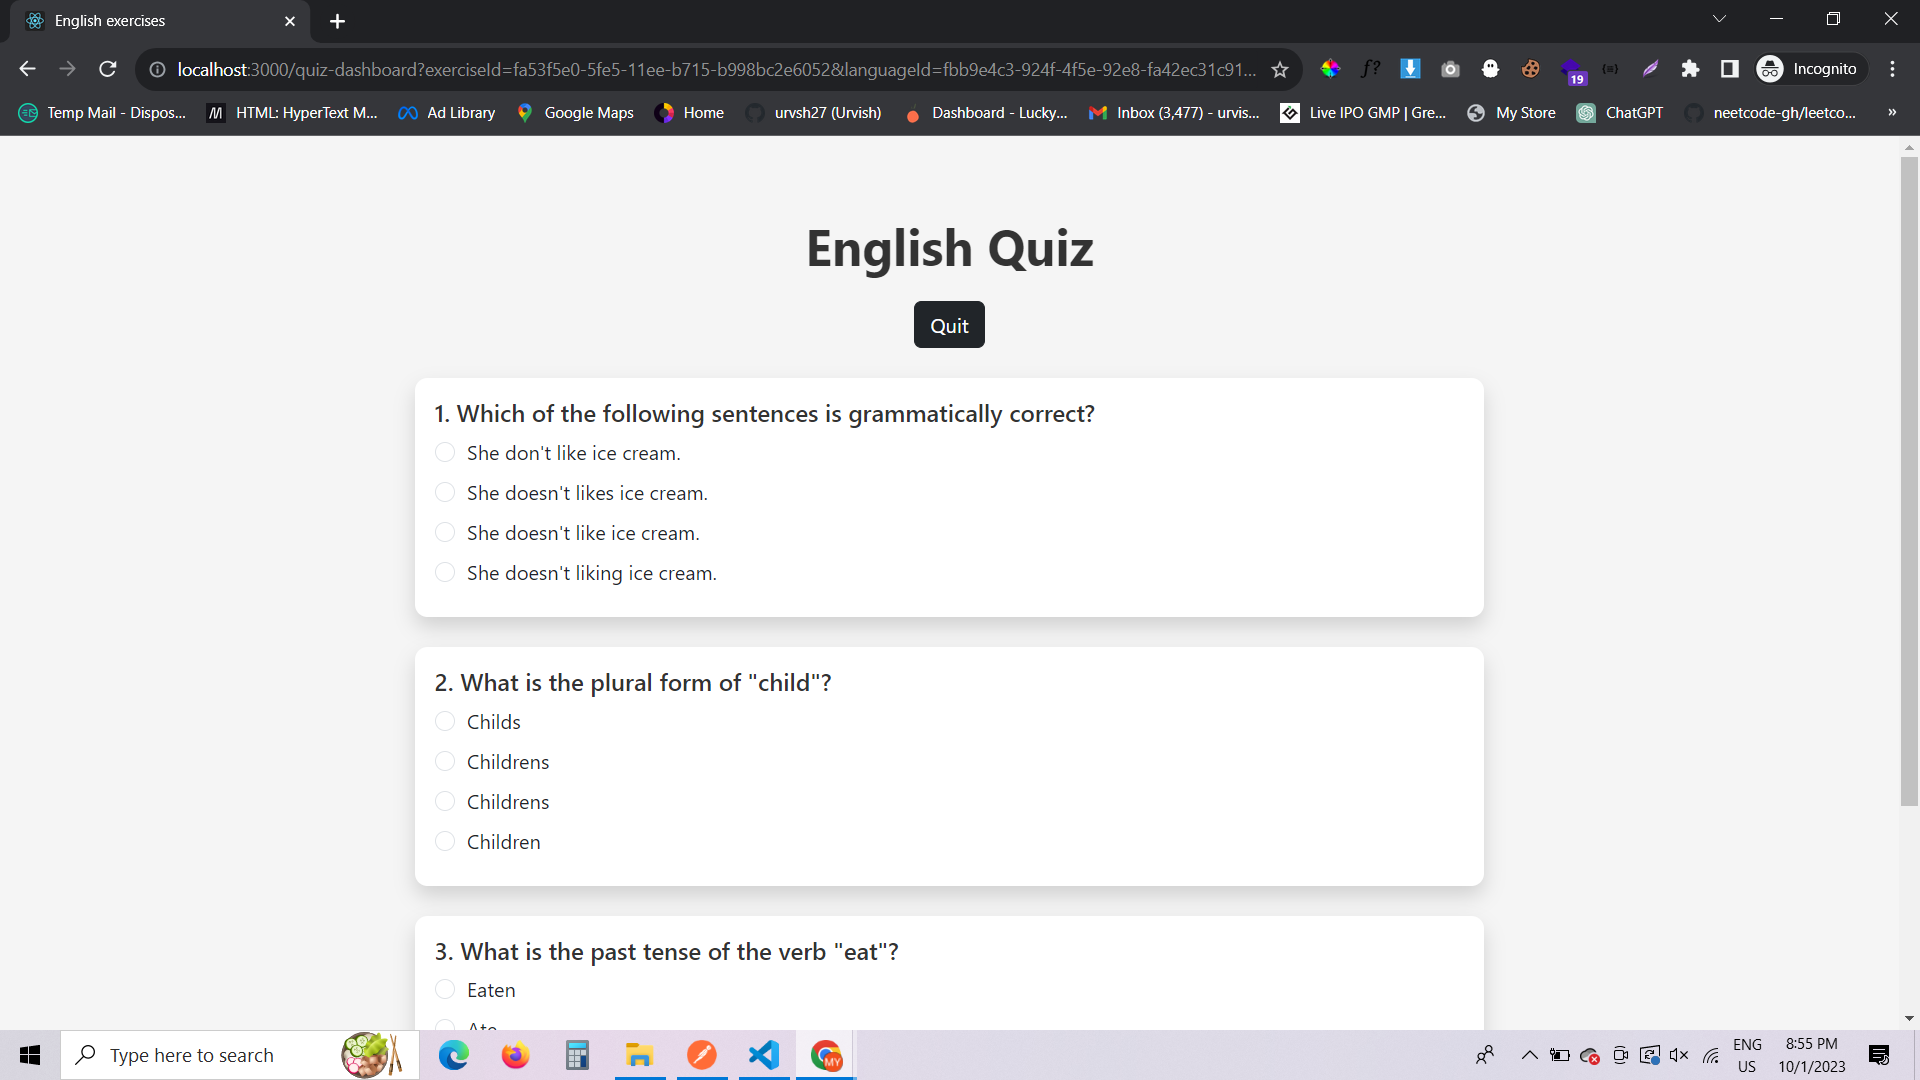 English exercises
localhost:3000/quiz-dashboard?exerciseId=fa53f5e0-5fe5-11ee-b715-b998bc2e6052&languageId=fbb9e4c3-924f-4f5e-92e8-fa42ec31c91...
f?
19
{≡}
Incognito
Temp Mail - Dispos...
M
HTML: HyperText M...
Ad Library
Google Maps
Home
urvsh27 (Urvish)
Dashboard - Lucky...
Inbox (3,477) - urvis...
Live IPO GMP | Gre...
My Store
ChatGPT
neetcode-gh/leetco...
»
English Quiz
Quit
1. Which of the following sentences is grammatically correct?
She don't like ice cream.
She doesn't likes ice cream.
She doesn't like ice cream.
She doesn't liking ice cream.
2. What is the plural form of "child"?
Childs
Childrens
Childrens
Children
3. What is the past tense of the verb "eat"?
Eaten
Ate
Type here to search
MY
ENG
US
8:55 PM
10/1/2023